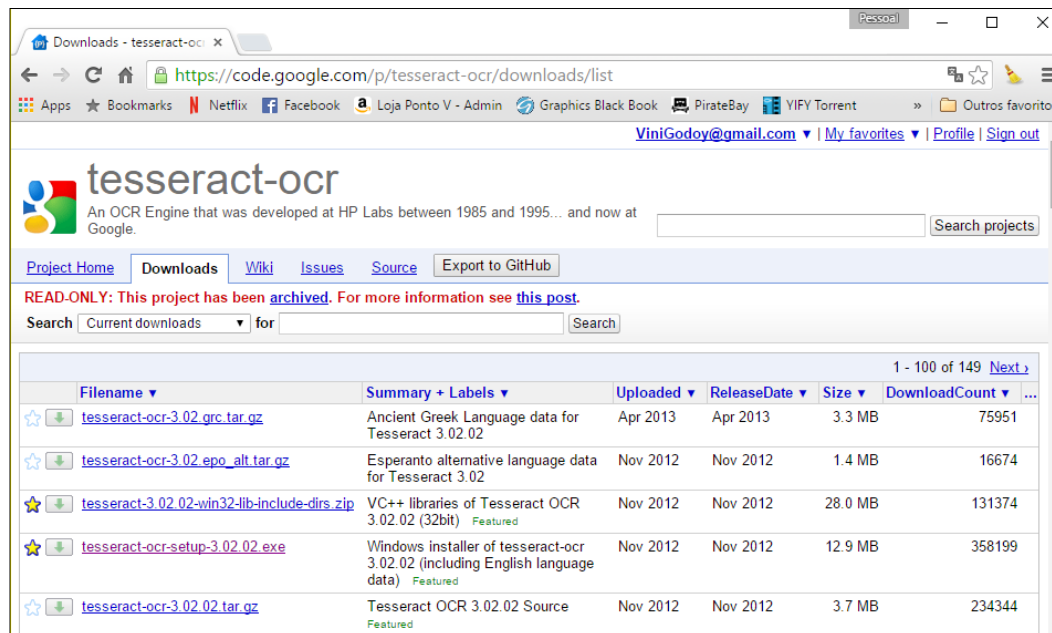 Pessoal
Downloads - tesseract-oc
https://code.google.com/p/tesseract-ocr/downloads/list
Apps Bookmarks Netflix Facebook Loja Ponto V - Admin Graphics Black Book PirateBay YIFY Torrent » Outros favorito
ViniGodoy@gmail.com ▼ | My favorites ▼ | Profile | Sign out
tesseract-ocr
An OCR Engine that was developed at HP Labs between 1985 and 1995... and now at
Google.
Search projects
Project Home Downloads Wiki Issues Source Export to GitHub
READ-ONLY: This project has been archived. For more information see this post.
Search Current downloads ▼ for Search
1 - 100 of 149 Next ›
Filename ▼ Summary + Labels ▼ Uploaded ▼ ReleaseDate ▼ Size ▼ DownloadCount ▼ ...
tesseract-ocr-3.02.grc.tar.gz Ancient Greek Language data for Apr 2013 Apr 2013 3.3 MB 75951
Tesseract 3.02.02
tesseract-ocr-3.02.epo_alt.tar.gz Esperanto alternative language data Nov 2012 Nov 2012 1.4 MB 16674
for Tesseract 3.02
tesseract-3.02.02-win32-lib-include-dirs.zip VC++ libraries of Tesseract OCR Nov 2012 Nov 2012 28.0 MB 131374
3.02.02 (32bit) Featured
tesseract-ocr-setup-3.02.02.exe Windows installer of tesseract-ocr Nov 2012 Nov 2012 12.9 MB 358199
3.02.02 (including English language
data) Featured
tesseract-ocr-3.02.02.tar.gz Tesseract OCR 3.02.02 Source Nov 2012 Nov 2012 3.7 MB 234344
Featured